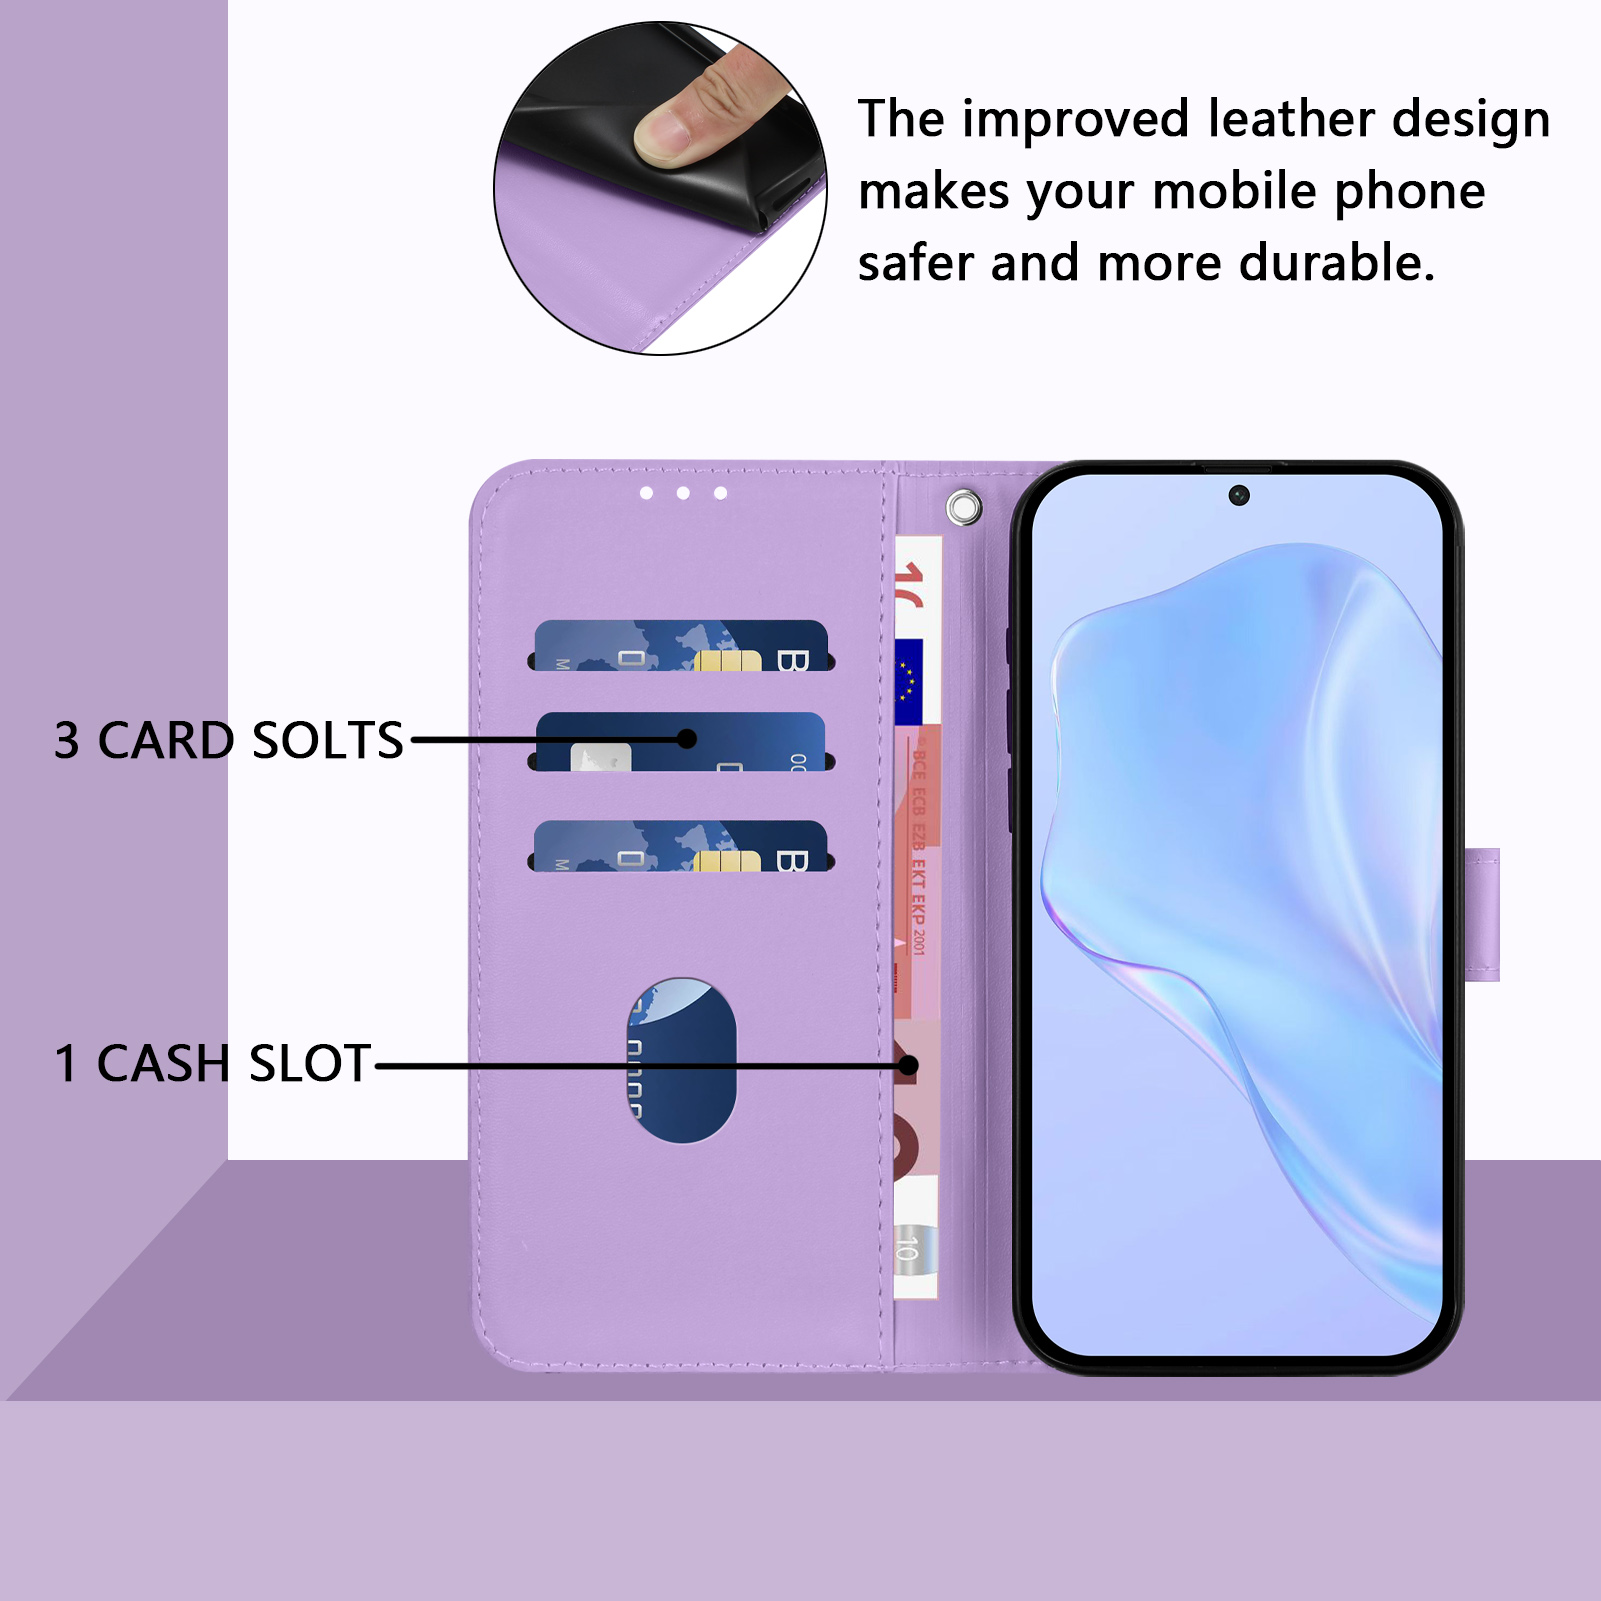 The improved leather design
makes your mobile phone
safer and more durable.
3 CARD SOLTS
1 CASH SLOT
10
BCE ECB EZB EKT EKP 2001
10